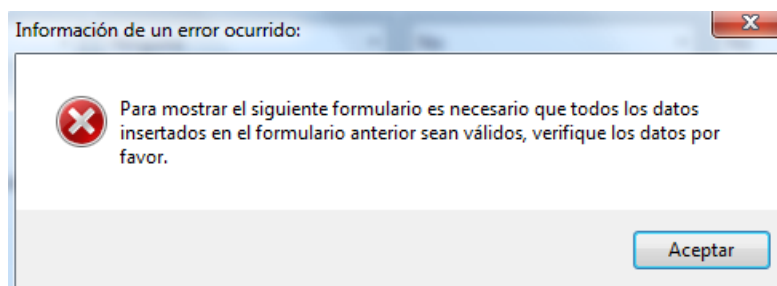 Información de un error ocurrido:
Para mostrar el siguiente formulario es necesario que todos los datos
insertados en el formulario anterior sean válidos, verifique los datos por
favor.
Aceptar